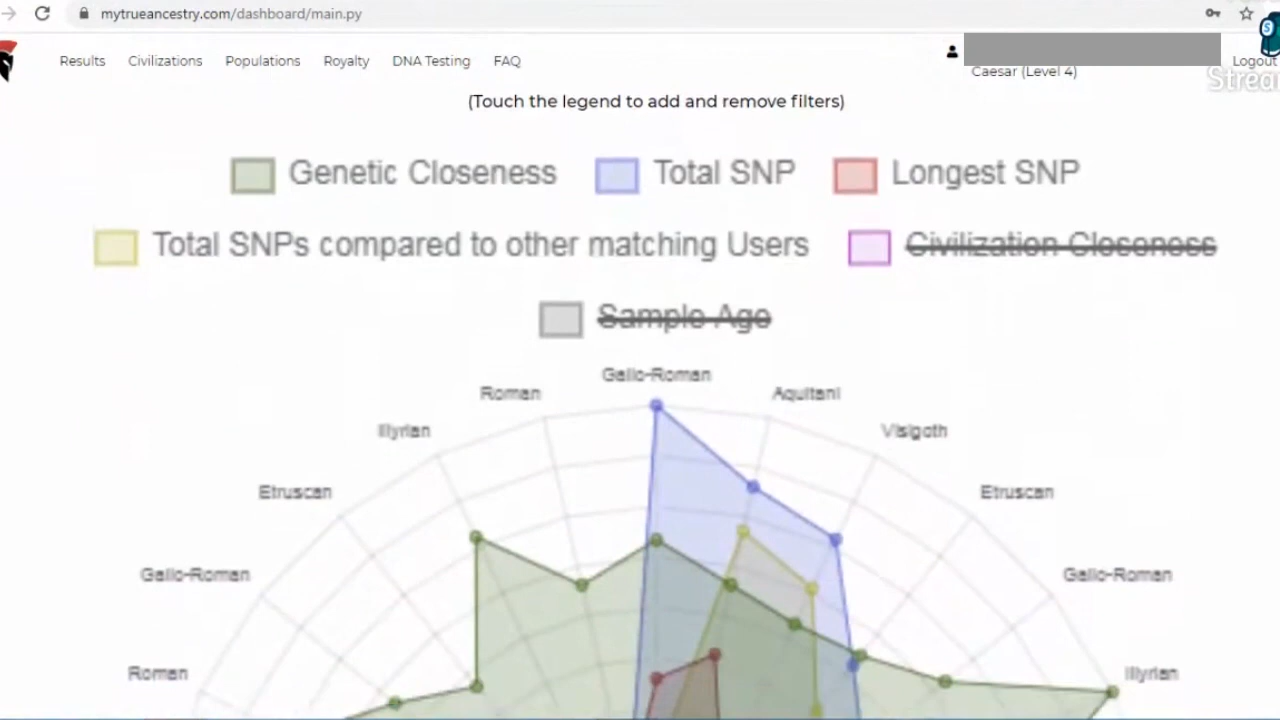 mytrueancestry.com/dashboard/main.py
Results Civilizations Populations Royalty DNA Testing FAQ Logout
Caesar (Level 4)
(Touch the legend to add and remove filters)
Genetic Closeness Total SNP Longest SNP
Total SNPs compared to other matching Users Civilization Closeness
Sample Age
Gallo-Roman
Roman Aquitani
Illyrian Visigoth
Etruscan Etruscan
Gallo-Roman Gallo-Roman
Roman Illyrian